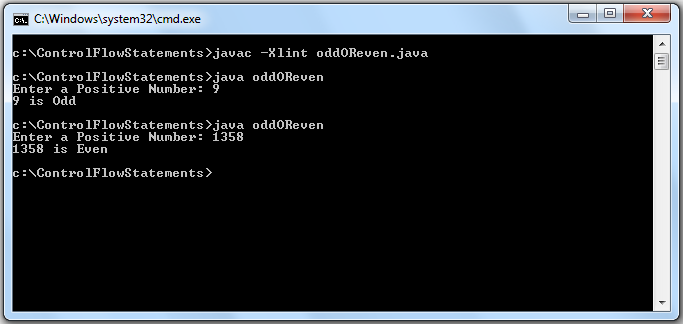 C:\Windows\system32\cmd.exe
c:\ControlFlowStatements>javac -Xlint oddOReven.java
c:\ControlFlowStatements>java oddOReven
Enter a Positive Number: 9
9 is Odd
c:\ControlFlowStatements>java oddOReven
Enter a Positive Number: 1358
1358 is Even
c:\ControlFlowStatements>